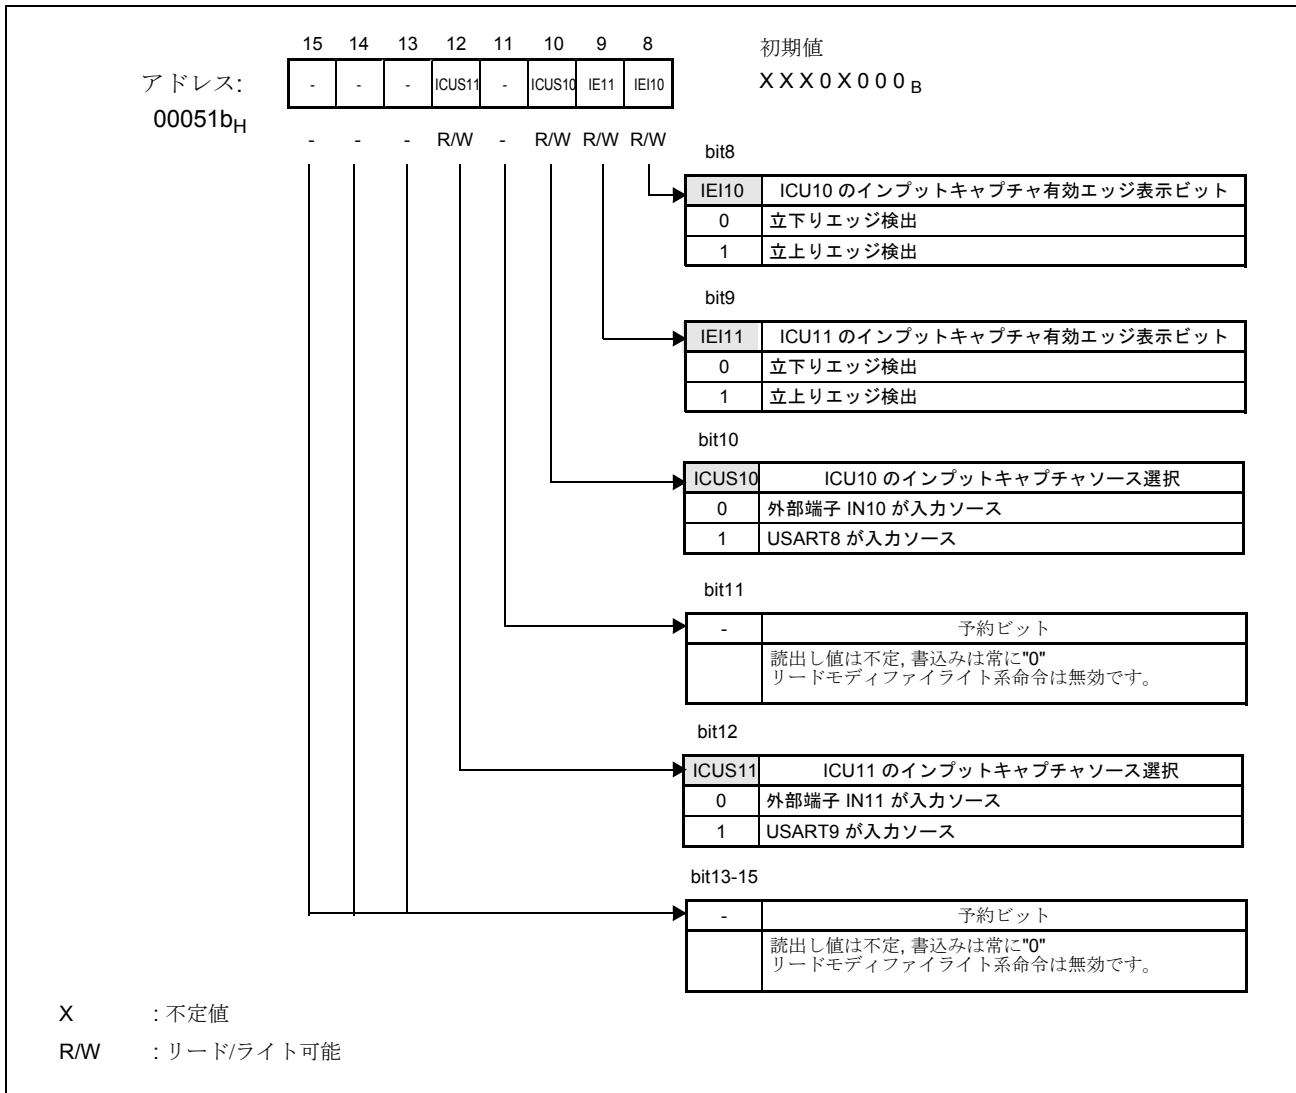 15 14 13 12 11 10 9 8
初期値
アドレス:
- - - ICUS11 - ICUS10 IE11 IEI10
X X X 0 X 0 0 0 B
00051bH
- - - R/W - R/W R/W R/W
bit8
IEI10 ICU10 のインプットキャプチャ有効エッジ表示ビット
0 立下りエッジ検出
1 立上りエッジ検出
bit9
IEI11 ICU11 のインプットキャプチャ有効エッジ表示ビット
0 立下りエッジ検出
1 立上りエッジ検出
bit10
ICUS10 ICU10 のインプットキャプチャソース選択
0 外部端子 IN10 が入力ソース
1 USART8 が入力ソース
bit11
- 予約ビット
読出し値は不定, 書込みは常に"0"
リードモディファイライト系命令は無効です。
bit12
ICUS11 ICU11 のインプットキャプチャソース選択
0 外部端子 IN11 が入力ソース
1 USART9 が入力ソース
bit13-15
- 予約ビット
読出し値は不定, 書込みは常に"0"
リードモディファイライト系命令は無効です。
X : 不定値
R/W : リード/ライト可能